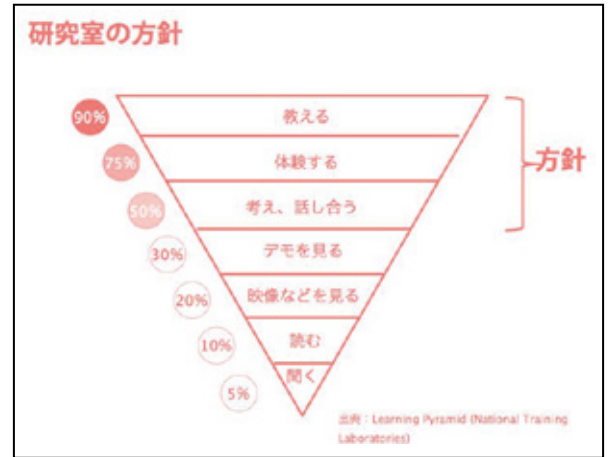 研究室の方針
90%
教える
75%
体験する
方針
50%
考え、話し合う
30%
デモを見る
20%
映像などを見る
10%
読む
5%
聞く
出典：Learning Pyramid (National Training
Laboratories)